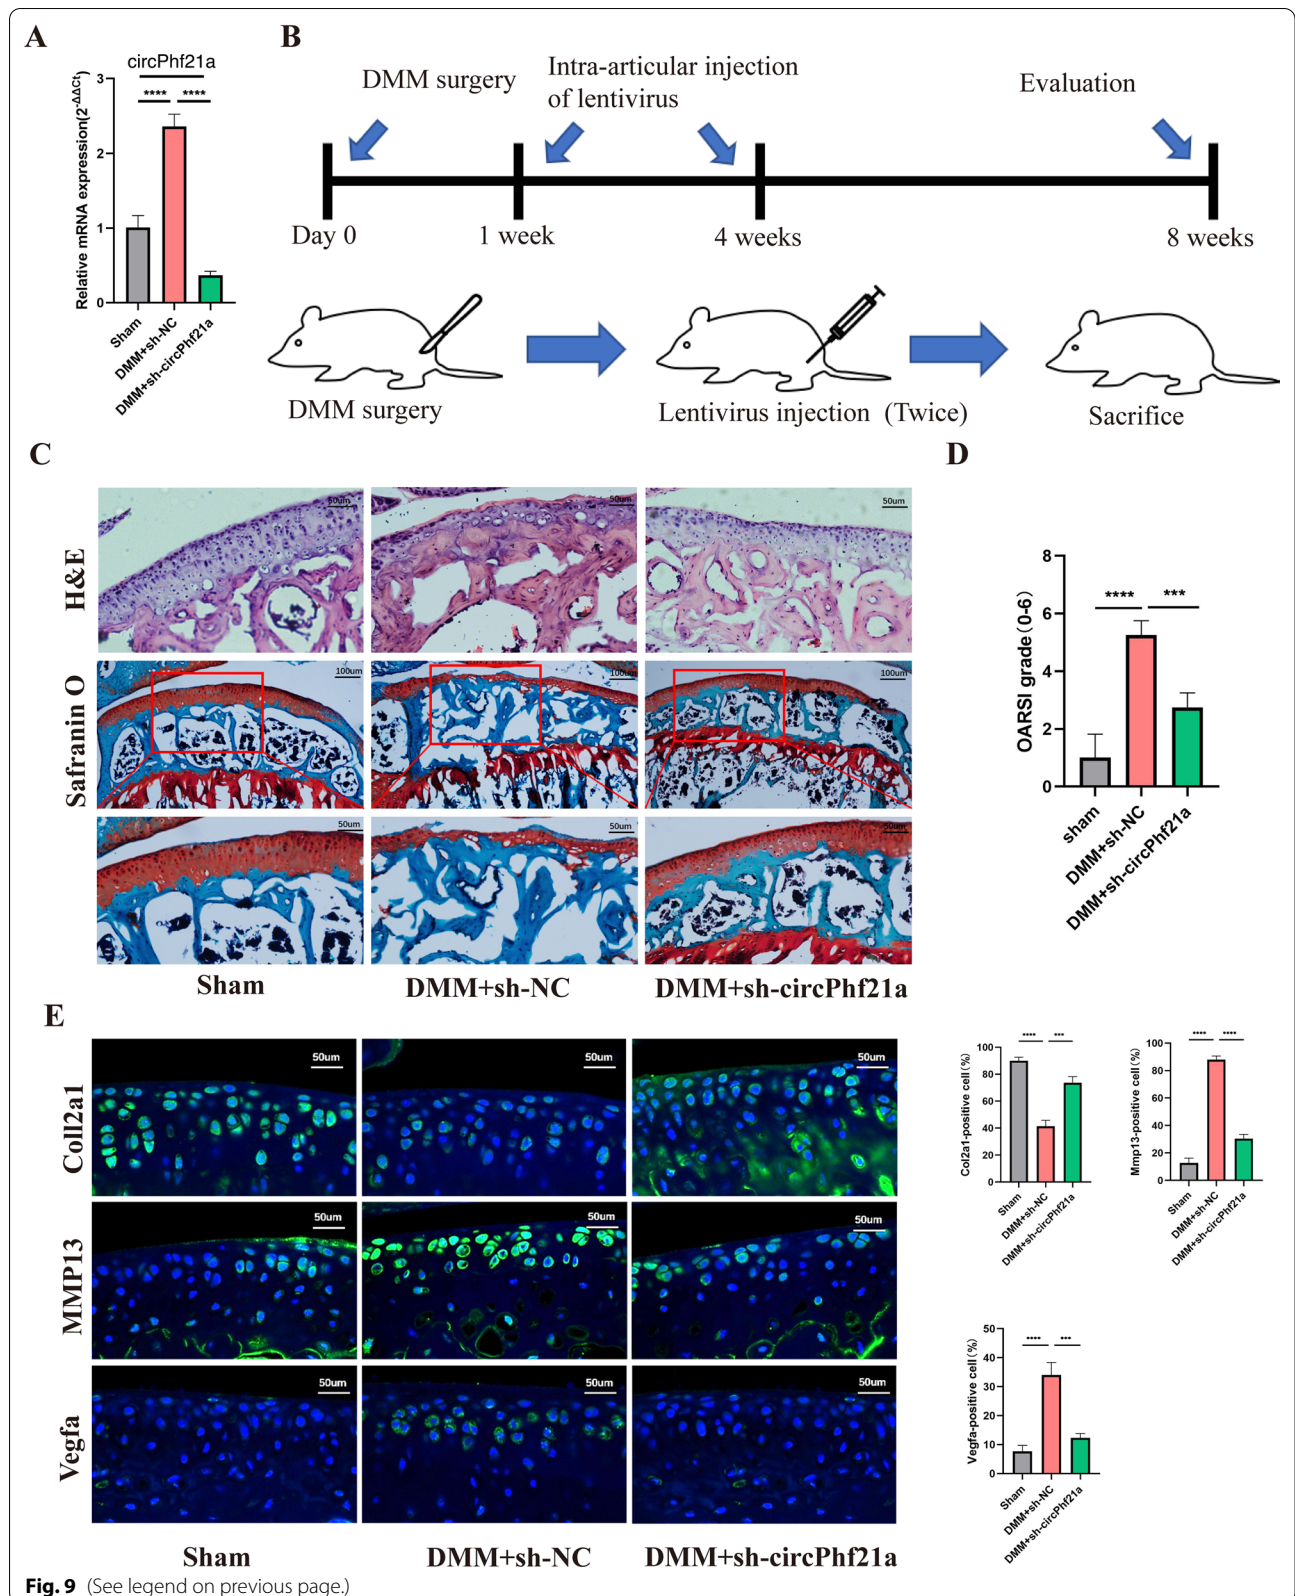 A
circPhf21a
Relative mRNA expression(2^-ΔΔCt)
3
2
1
0
****
****
Sham
DMM+sh-NC
DMM+sh-circPhf21a
B
DMM surgery
Intra-articular injection
of lentivirus
Evaluation
Day 0
1 week
4 weeks
8 weeks
DMM surgery
Lentivirus injection (Twice)
Sacrifice
C
H&E
50um
50um
50um
Safranin O
100um
100um
100um
50um
50um
50um
Sham
DMM+sh-NC
DMM+sh-circPhf21a
D
OARSI grade (0-6)
8
6
4
2
0
****
***
sham
DMM+sh-NC
DMM+sh-circPhf21a
E
Coll2a1
50um
50um
50um
MMP13
50um
50um
50um
Vegfa
50um
50um
50um
Sham
DMM+sh-NC
DMM+sh-circPhf21a
Col2a1-positive cell (%)
100
80
60
40
20
0
****
***
Sham
DMM+sh-NC
DMM+sh-circPhf21a
Mmp13-positive cell (%)
100
80
60
40
20
0
****
****
Sham
DMM+sh-NC
DMM+sh-circPhf21a
Vegfa-positive cell (%)
50
40
30
20
10
0
****
***
Sham
DMM+sh-NC
DMM+sh-circPhf21a
Fig. 9 (See legend on previous page.)